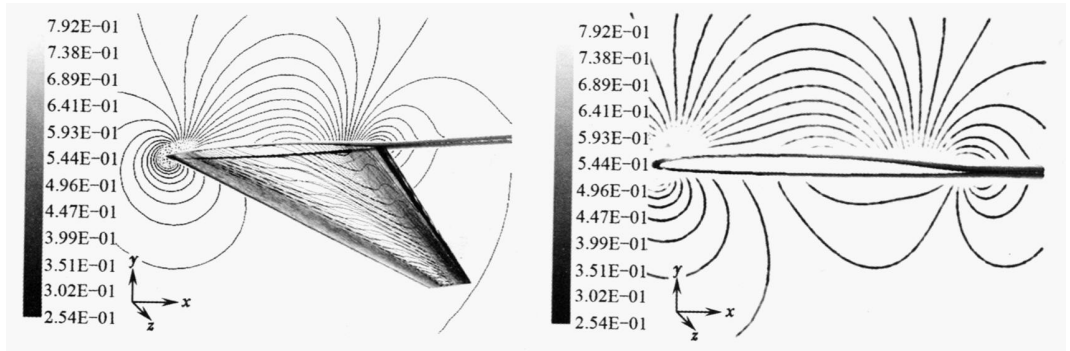 7.92E−01
7.38E−01
6.89E−01
6.41E−01
5.93E−01
5.44E−01
4.96E−01
4.47E−01
3.99E−01
3.51E−01
3.02E−01
2.54E−01
y
x
z
7.92E−01
7.38E−01
6.89E−01
6.41E−01
5.93E−01
5.44E−01
4.96E−01
4.47E−01
3.99E−01
3.51E−01
3.02E−01
2.54E−01
y
x
z